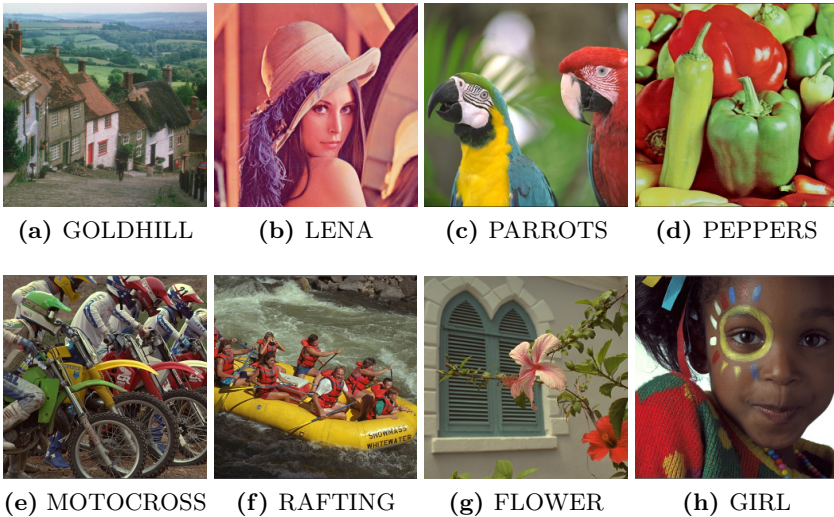 (a) GOLDHILL
(b) LENA
(c) PARROTS
(d) PEPPERS
SNOWMASS
WHITEWATER
(e) MOTOCROSS
(f) RAFTING
(g) FLOWER
(h) GIRL